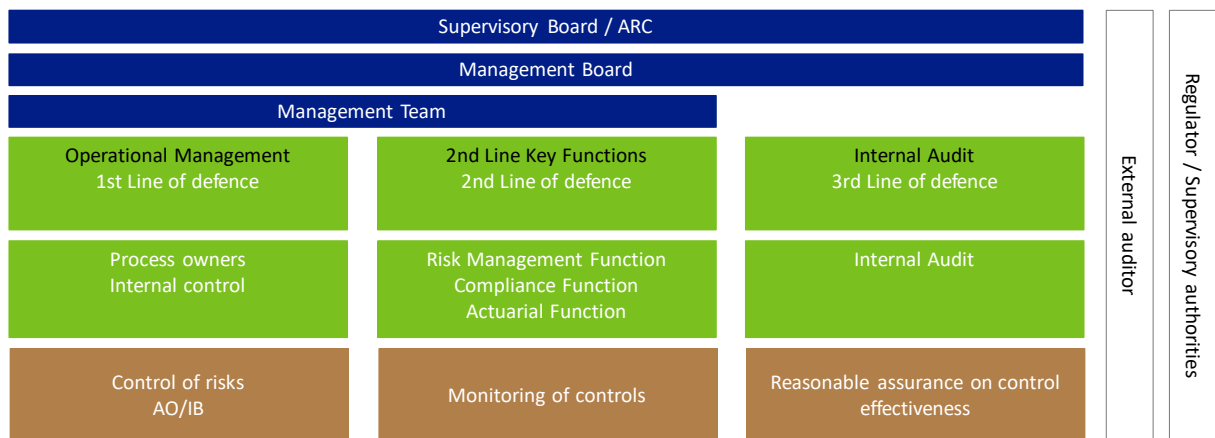 Supervisory Board / ARC
Management Board
Management Team
Operational Management
1st Line of defence
2nd Line Key Functions
2nd Line of defence
Internal Audit
3rd Line of defence
Process owners
Internal control
Risk Management Function
Compliance Function
Actuarial Function
Internal Audit
Control of risks
AO/IB
Monitoring of controls
Reasonable assurance on control
effectiveness
External auditor
Regulator / Supervisory authorities